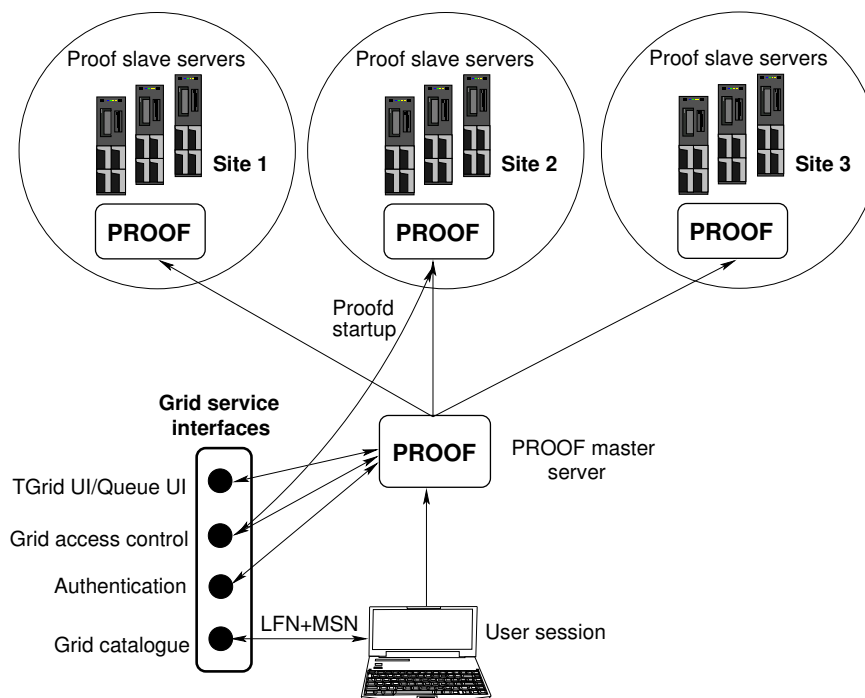 Proof slave servers
Proof slave servers
Proof slave servers
Site 1
Site 2
Site 3
PROOF
PROOF
PROOF
Proofd
startup
Grid service
interfaces
PROOF
PROOF master
server
TGrid UI/Queue UI
Grid access control
Authentication
Grid catalogue
LFN+MSN
User session